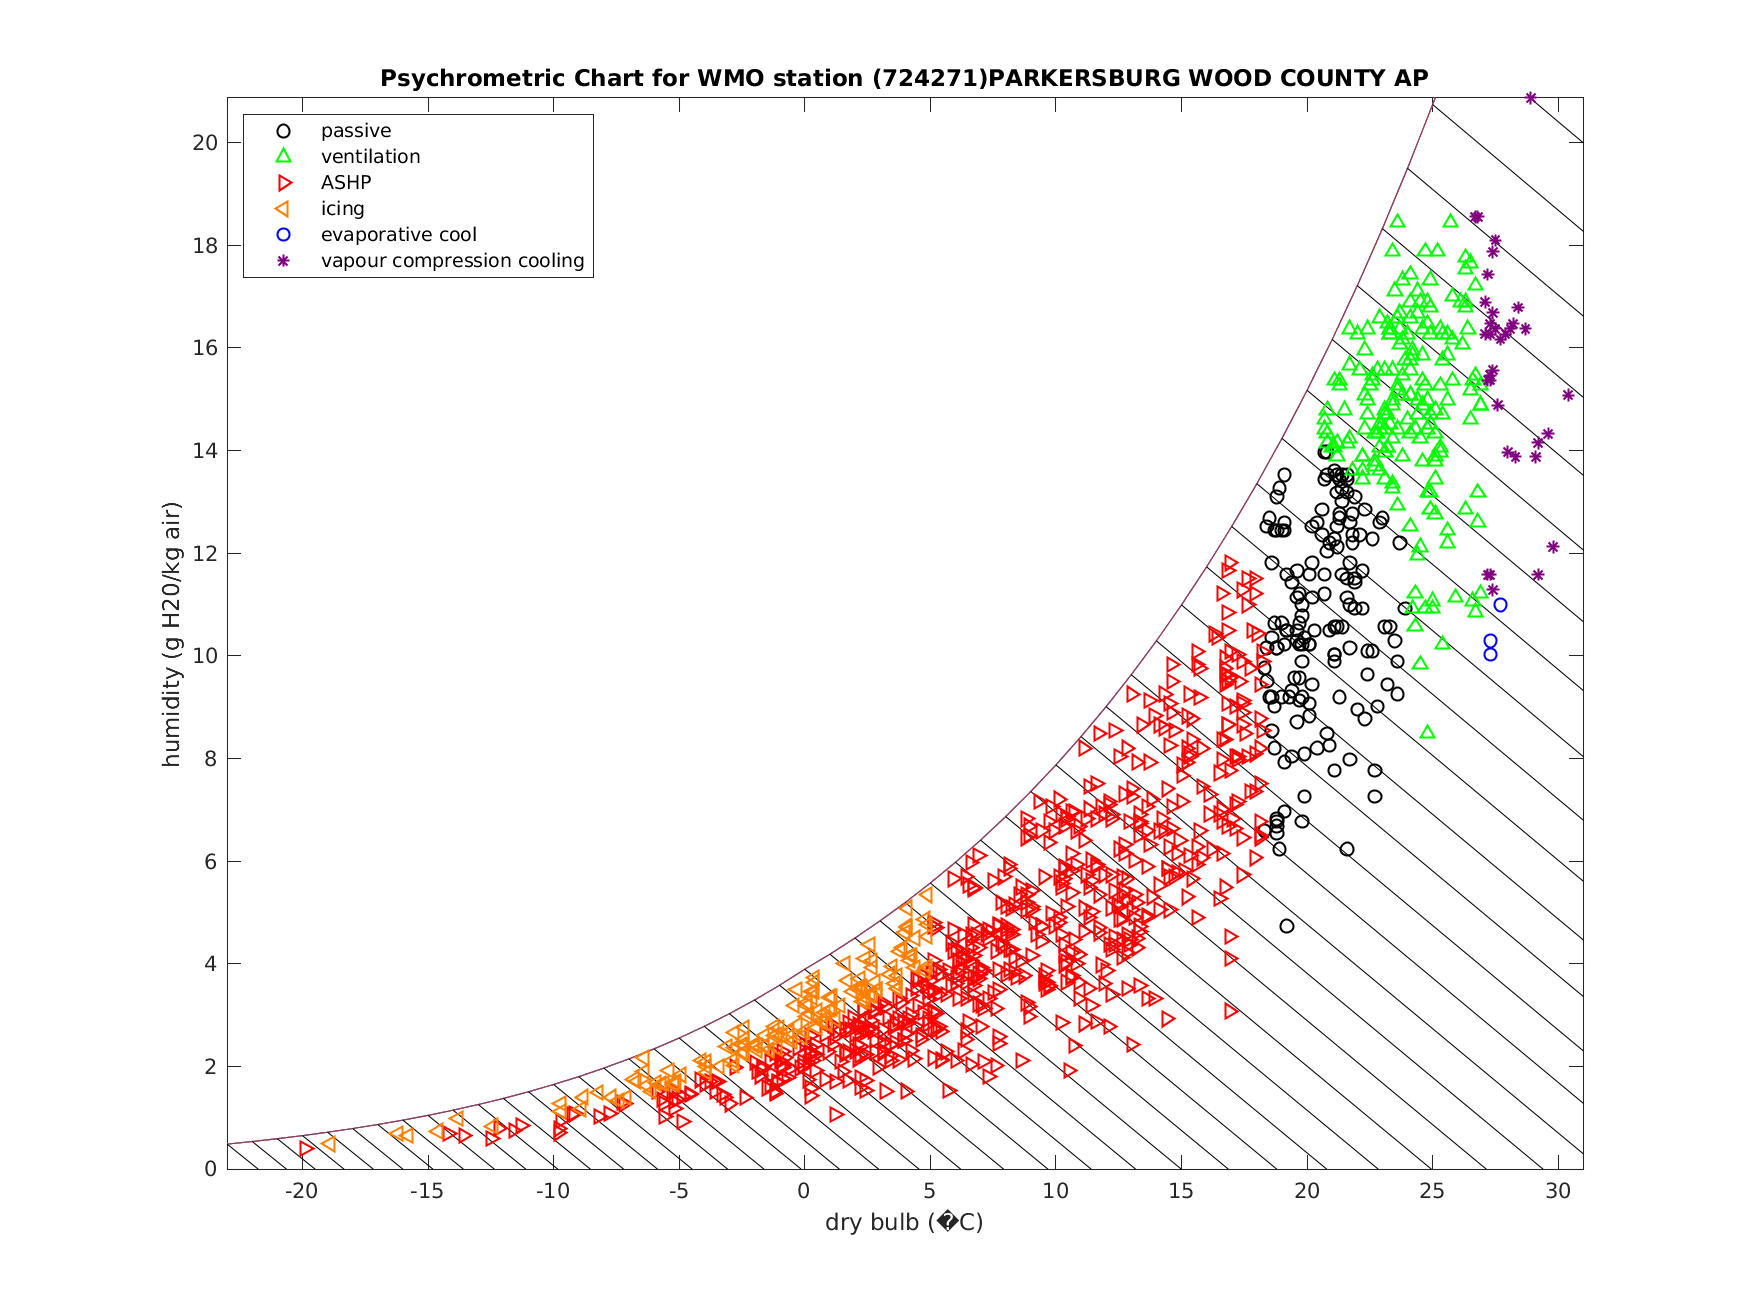 Psychrometric Chart for WMO station (724271)PARKERSBURG WOOD COUNTY AP
passive
ventilation
ASHP
icing
evaporative cool
vapour compression cooling
20
18
16
14
12
10
8
6
4
2
0
humidity (g H20/kg air)
-20 -15 -10 -5 0 5 10 15 20 25 30
dry bulb (�C)